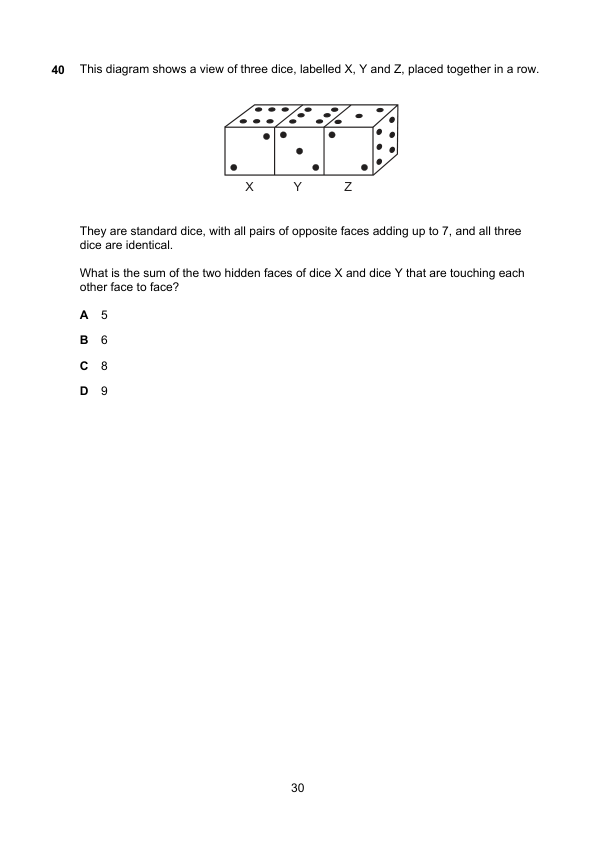 40 This diagram shows a view of three dice, labelled X, Y and Z, placed together in a row.
X Y Z
They are standard dice, with all pairs of opposite faces adding up to 7, and all three
dice are identical.
What is the sum of the two hidden faces of dice X and dice Y that are touching each
other face to face?
A 5
B 6
C 8
D 9
30